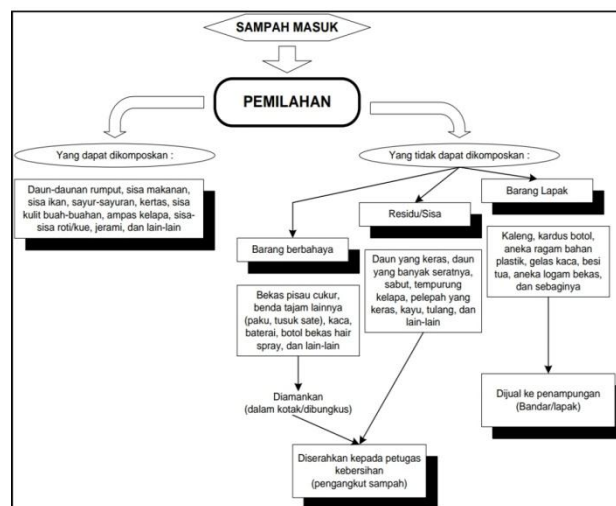 SAMPAH MASUK
PEMILAHAN
Yang dapat dikomposkan :
Daun-daunan rumput, sisa makanan,
sisa ikan, sayur-sayuran, kertas, sisa
kulit buah-buahan, ampas kelapa, sisa-
sisa roti/kue, jerami, dan lain-lain
Yang tidak dapat dikomposkan :
Barang berbahaya
Bekas pisau cukur,
benda tajam lainnya
(paku, tusuk sate), kaca,
baterai, botol bekas hair
spray, dan lain-lain
Diamankan
(dalam kotak/dibungkus)
Residu/Sisa
Daun yang keras, daun
yang banyak seratnya,
sabut, tempurung
kelapa, pelepah yang
keras, kayu, tulang, dan
lain-lain
Diserahkan kepada petugas
kebersihan
(pengangkut sampah)
Barang Lapak
Kaleng, kardus botol,
aneka ragam bahan
plastik, gelas kaca, besi
tua, aneka logam bekas,
dan sebaginya
Dijual ke penampungan
(Bandar/lapak)